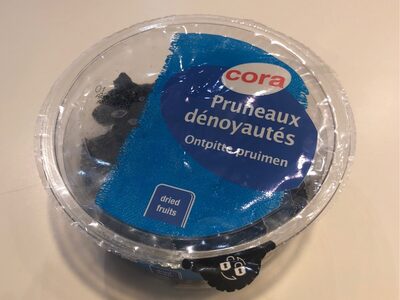 cora
Pruneaux
dénoyautés
Ontpitte pruimen
dried
fruits